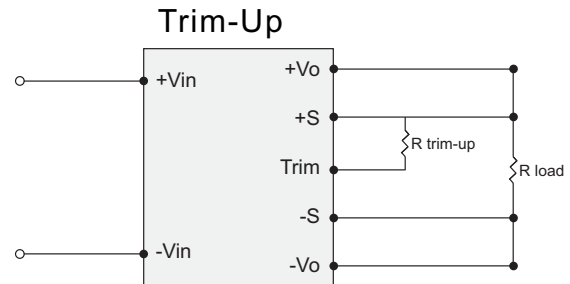 Trim-Up
+Vin
+Vo
+S
R trim-up
Trim
R load
-S
-Vin
-Vo